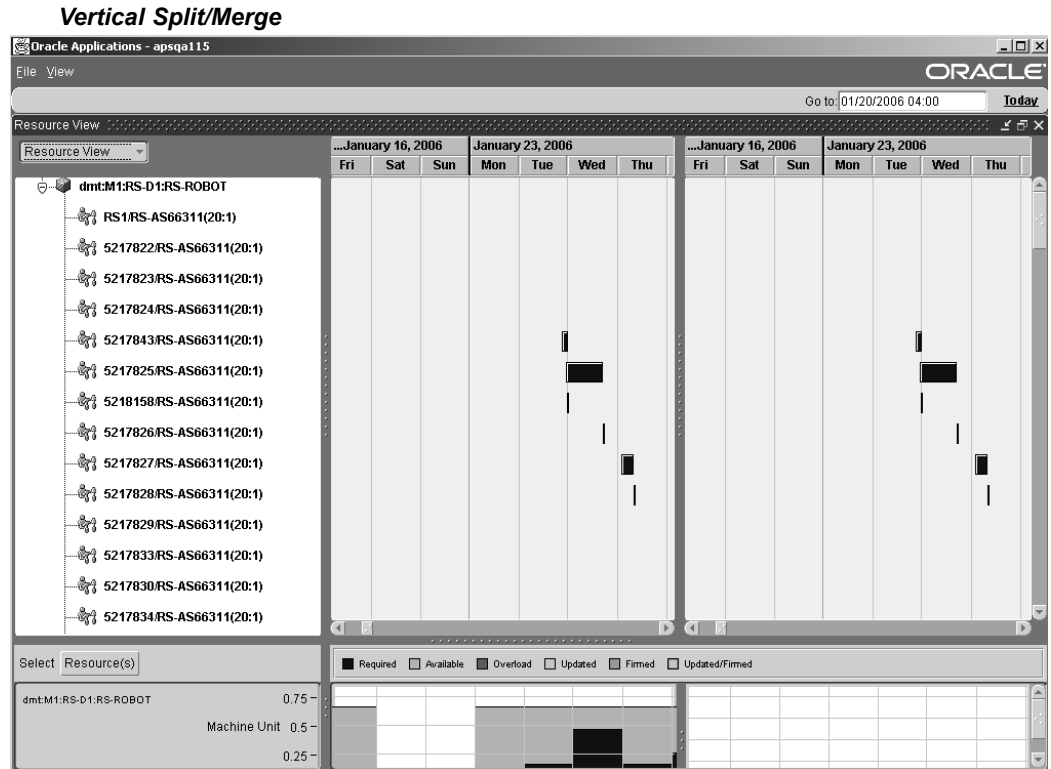 Vertical Split/Merge
Oracle Applications - apsqa115
File View
ORACLE
Go to: 01/20/2006 04:00 Today
Resource View
Resource View
...January 16, 2006 January 23, 2006 ...January 16, 2006 January 23, 2006
Fri Sat Sun Mon Tue Wed Thu Fri Sat Sun Mon Tue Wed Thu
dmt:M1:RS-D1:RS-ROBOT
RS1/RS-AS66311(20:1)
5217822/RS-AS66311(20:1)
5217823/RS-AS66311(20:1)
5217824/RS-AS66311(20:1)
5217843/RS-AS66311(20:1)
5217825/RS-AS66311(20:1)
5218158/RS-AS66311(20:1)
5217826/RS-AS66311(20:1)
5217827/RS-AS66311(20:1)
5217828/RS-AS66311(20:1)
5217829/RS-AS66311(20:1)
5217833/RS-AS66311(20:1)
5217830/RS-AS66311(20:1)
5217834/RS-AS66311(20:1)
Select Resource(s)
Required Available Overload Updated Firmed Updated/Firmed
dmt:M1:RS-D1:RS-ROBOT 0.75
Machine Unit 0.5
0.25